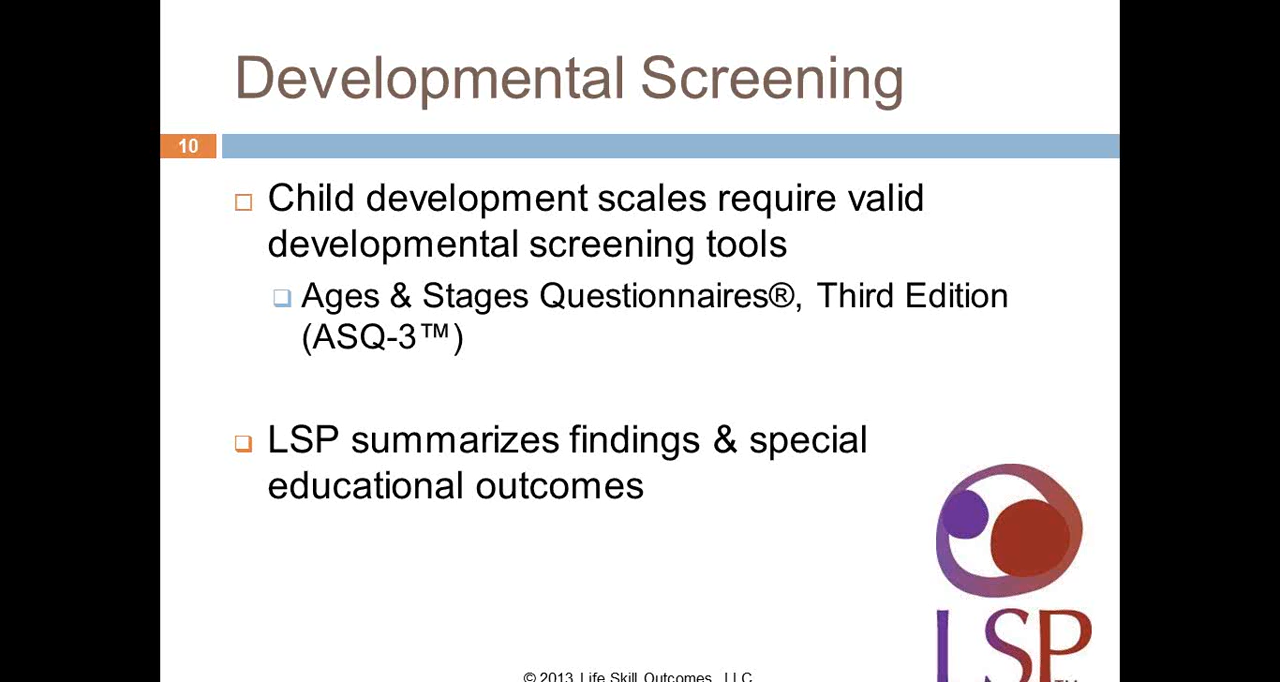 Developmental Screening
10
Child development scales require valid
developmental screening tools
Ages & Stages Questionnaires®, Third Edition
(ASQ-3™)
LSP summarizes findings & special
educational outcomes
LSP
TM
© 2013 Life Skill Outcomes, LLC